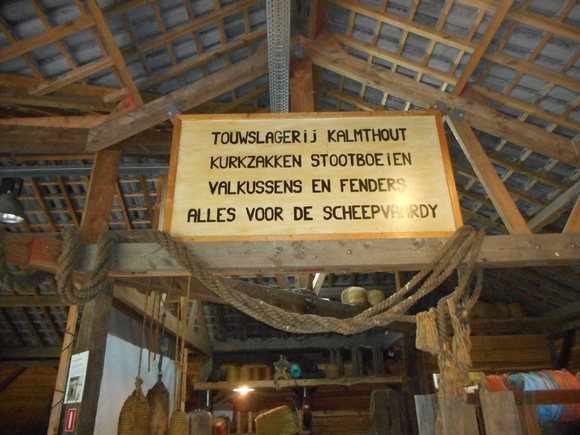 TOUWSLAGERij KALMTHOUT
KURKZAKKEN STOOTBOEiEN
VALKUSSENS EN FENDERS
ALLES VOOR DE SCHEEPVAARDY